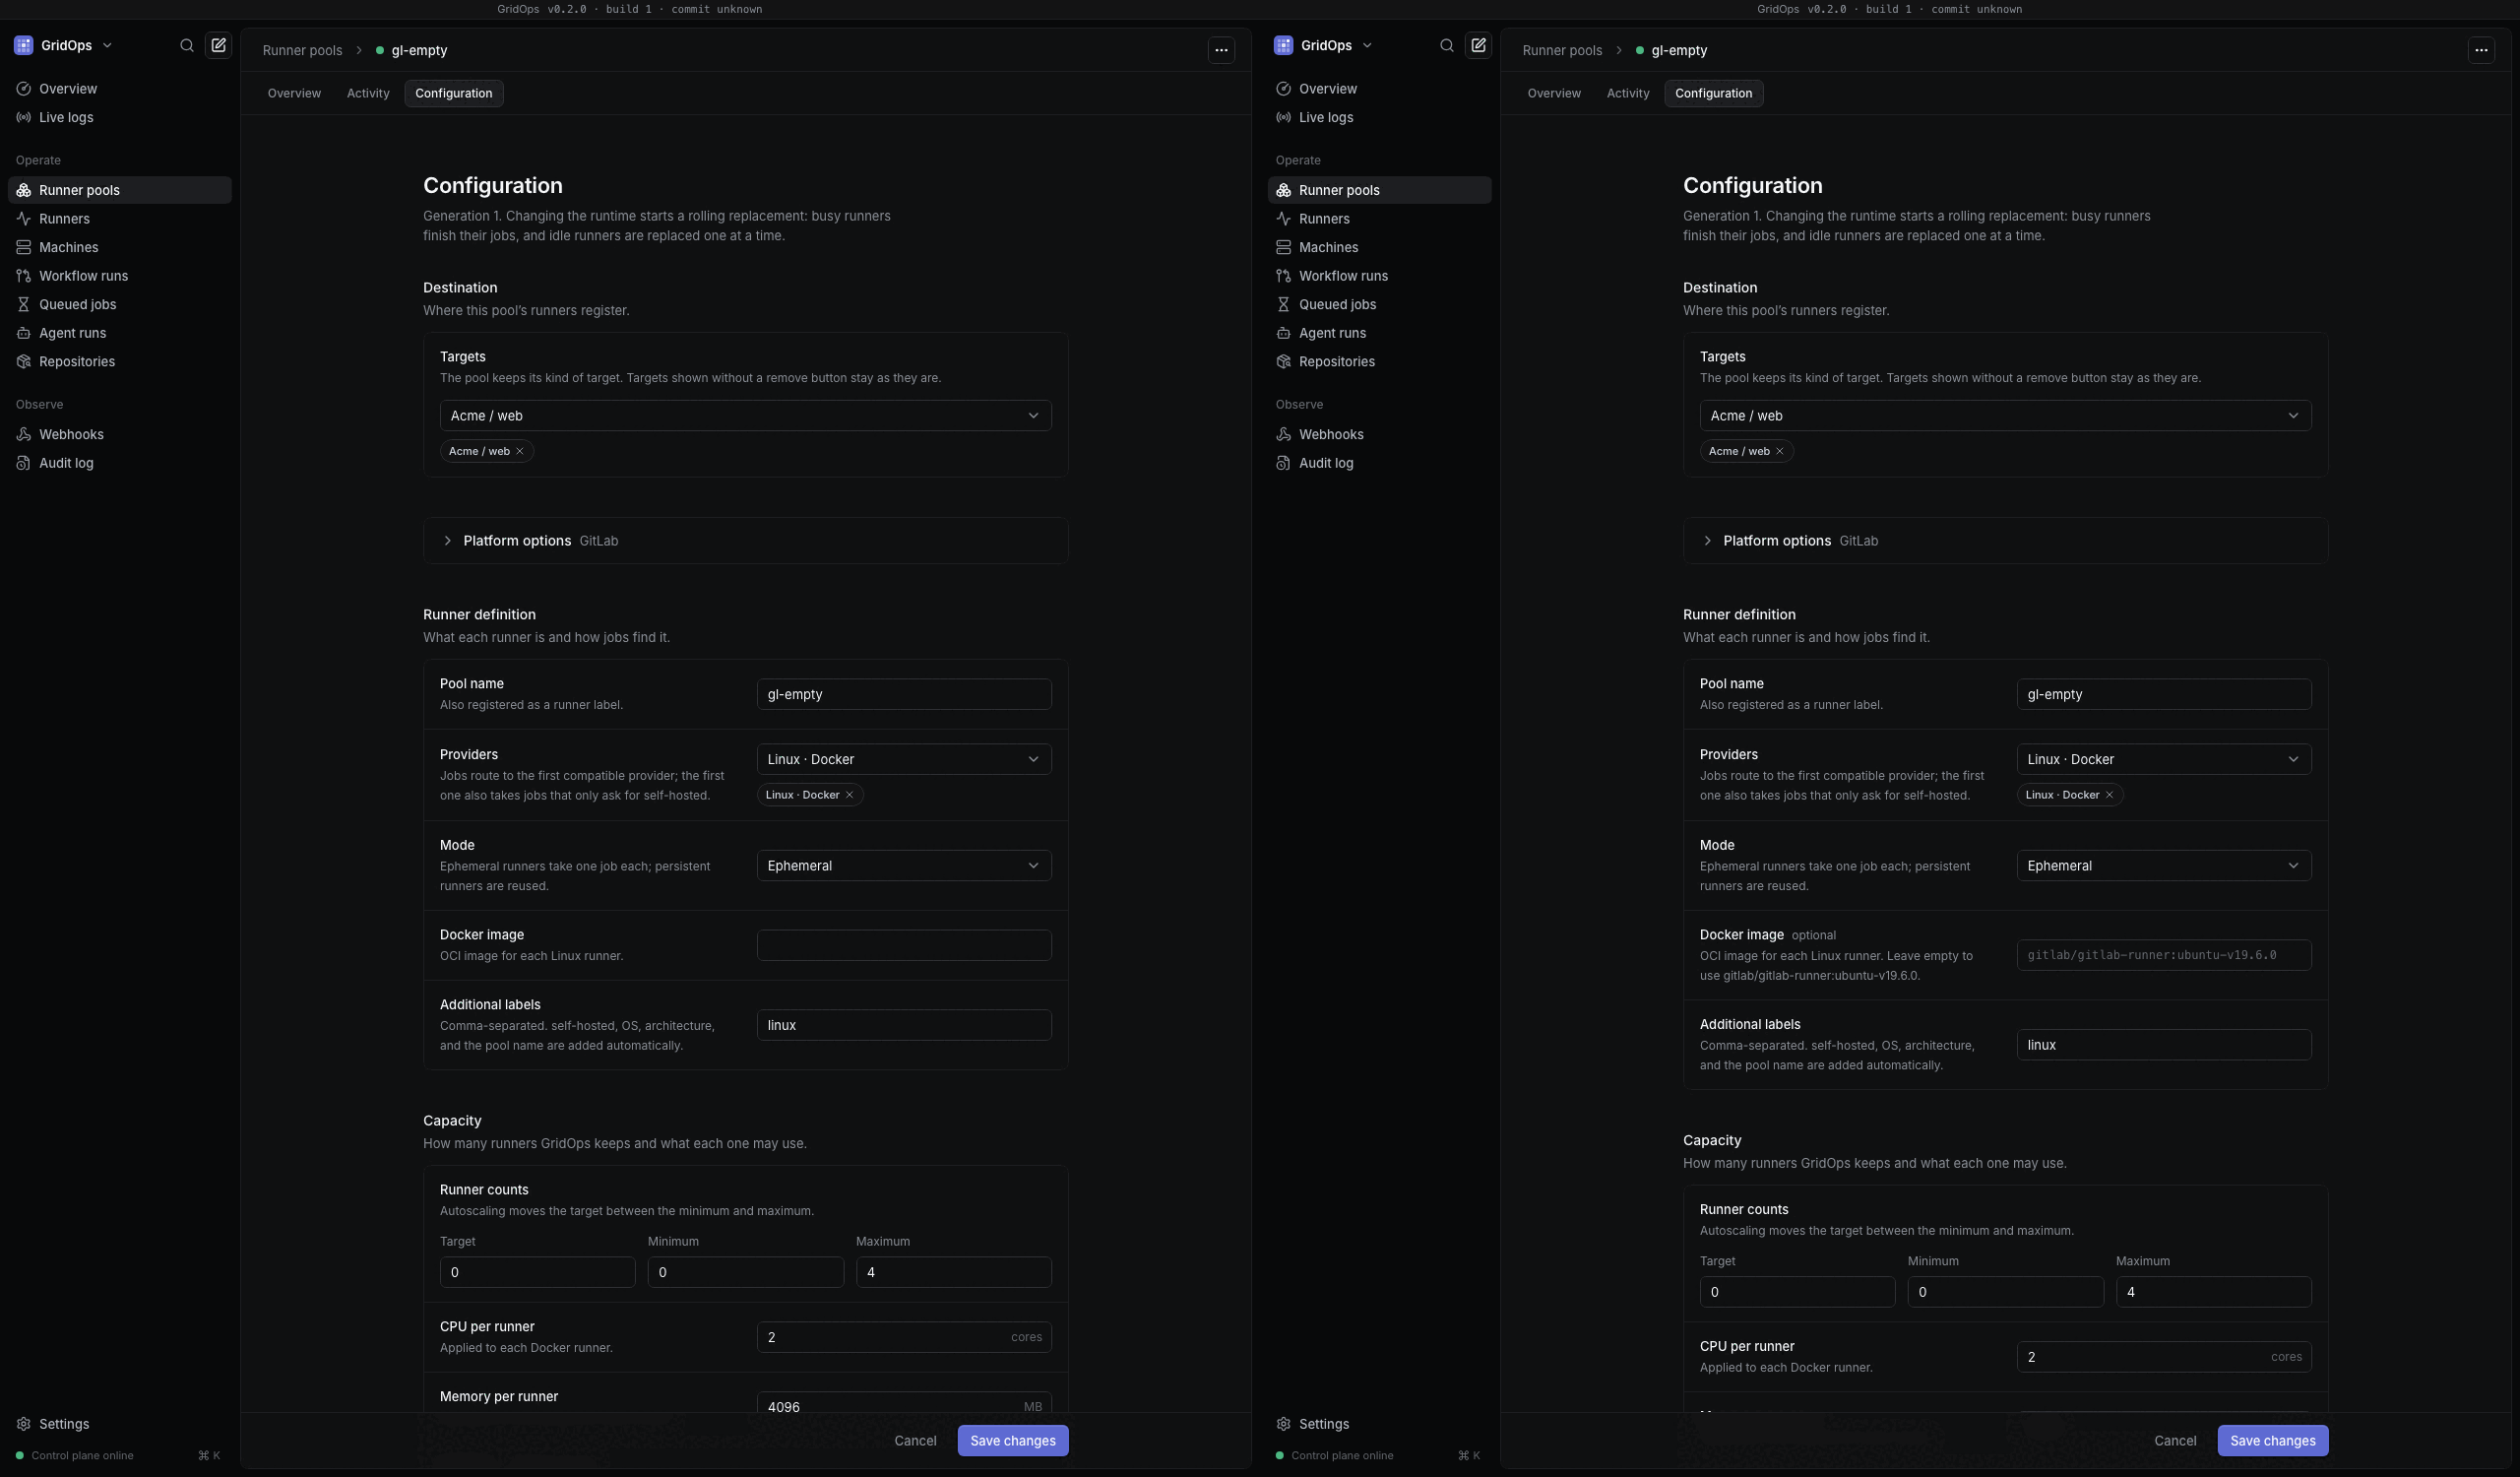 GridOps v0.2.0 · build 1 · commit unknown
GridOps
Overview
Live logs
Operate
Runner pools
Runners
Machines
Workflow runs
Queued jobs
Agent runs
Repositories
Observe
Webhooks
Audit log
Settings
Control plane online ⌘ K
Runner pools > gl-empty
Overview Activity Configuration
Configuration
Generation 1. Changing the runtime starts a rolling replacement: busy runners
finish their jobs, and idle runners are replaced one at a time.
Destination
Where this pool’s runners register.
Targets
The pool keeps its kind of target. Targets shown without a remove button stay as they are.
Acme / web
Acme / web ×
Platform options GitLab
Runner definition
What each runner is and how jobs find it.
Pool name
Also registered as a runner label.
gl-empty
Providers
Jobs route to the first compatible provider; the first
one also takes jobs that only ask for self-hosted.
Linux · Docker
Linux · Docker ×
Mode
Ephemeral runners take one job each; persistent
runners are reused.
Ephemeral
Docker image
OCI image for each Linux runner.
Additional labels
Comma-separated. self-hosted, OS, architecture,
and the pool name are added automatically.
linux
Capacity
How many runners GridOps keeps and what each one may use.
Runner counts
Autoscaling moves the target between the minimum and maximum.
Target Minimum Maximum
0 0 4
CPU per runner
Applied to each Docker runner.
2 cores
Memory per runner
4096 MB
Cancel Save changes
GridOps v0.2.0 · build 1 · commit unknown
GridOps
Overview
Live logs
Operate
Runner pools
Runners
Machines
Workflow runs
Queued jobs
Agent runs
Repositories
Observe
Webhooks
Audit log
Settings
Control plane online ⌘ K
Runner pools > gl-empty
Overview Activity Configuration
Configuration
Generation 1. Changing the runtime starts a rolling replacement: busy runners
finish their jobs, and idle runners are replaced one at a time.
Destination
Where this pool’s runners register.
Targets
The pool keeps its kind of target. Targets shown without a remove button stay as they are.
Acme / web
Acme / web ×
Platform options GitLab
Runner definition
What each runner is and how jobs find it.
Pool name
Also registered as a runner label.
gl-empty
Providers
Jobs route to the first compatible provider; the first
one also takes jobs that only ask for self-hosted.
Linux · Docker
Linux · Docker ×
Mode
Ephemeral runners take one job each; persistent
runners are reused.
Ephemeral
Docker image optional
OCI image for each Linux runner. Leave empty to
use gitlab/gitlab-runner:ubuntu-v19.6.0.
gitlab/gitlab-runner:ubuntu-v19.6.0
Additional labels
Comma-separated. self-hosted, OS, architecture,
and the pool name are added automatically.
linux
Capacity
How many runners GridOps keeps and what each one may use.
Runner counts
Autoscaling moves the target between the minimum and maximum.
Target Minimum Maximum
0 0 4
CPU per runner
Applied to each Docker runner.
2 cores
Cancel Save changes